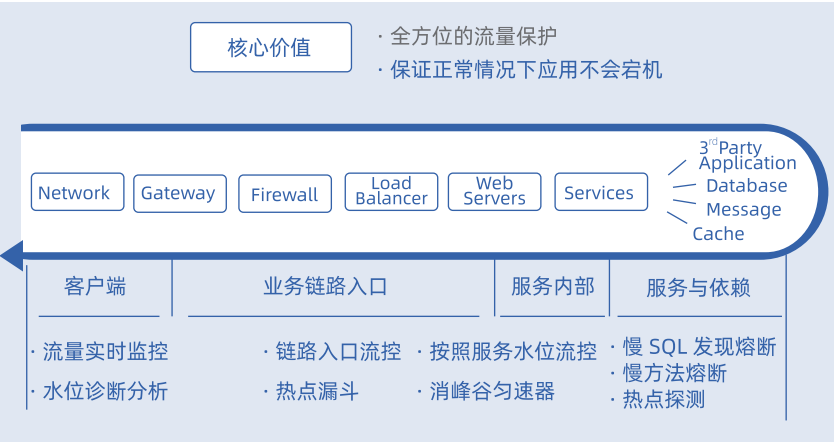 核心价值
· 全方位的流量保护
· 保证正常情况下应用不会宕机
Network
Gateway
Firewall
Load
Balancer
Web
Servers
Services
3rdParty
Application
Database
Message
Cache
客户端
业务链路入口
服务内部
服务与依赖
· 流量实时监控
· 水位诊断分析
· 链路入口流控
· 热点漏斗
· 按照服务水位流控
· 消峰谷匀速器
· 慢 SQL 发现熔断
· 慢方法熔断
· 热点探测